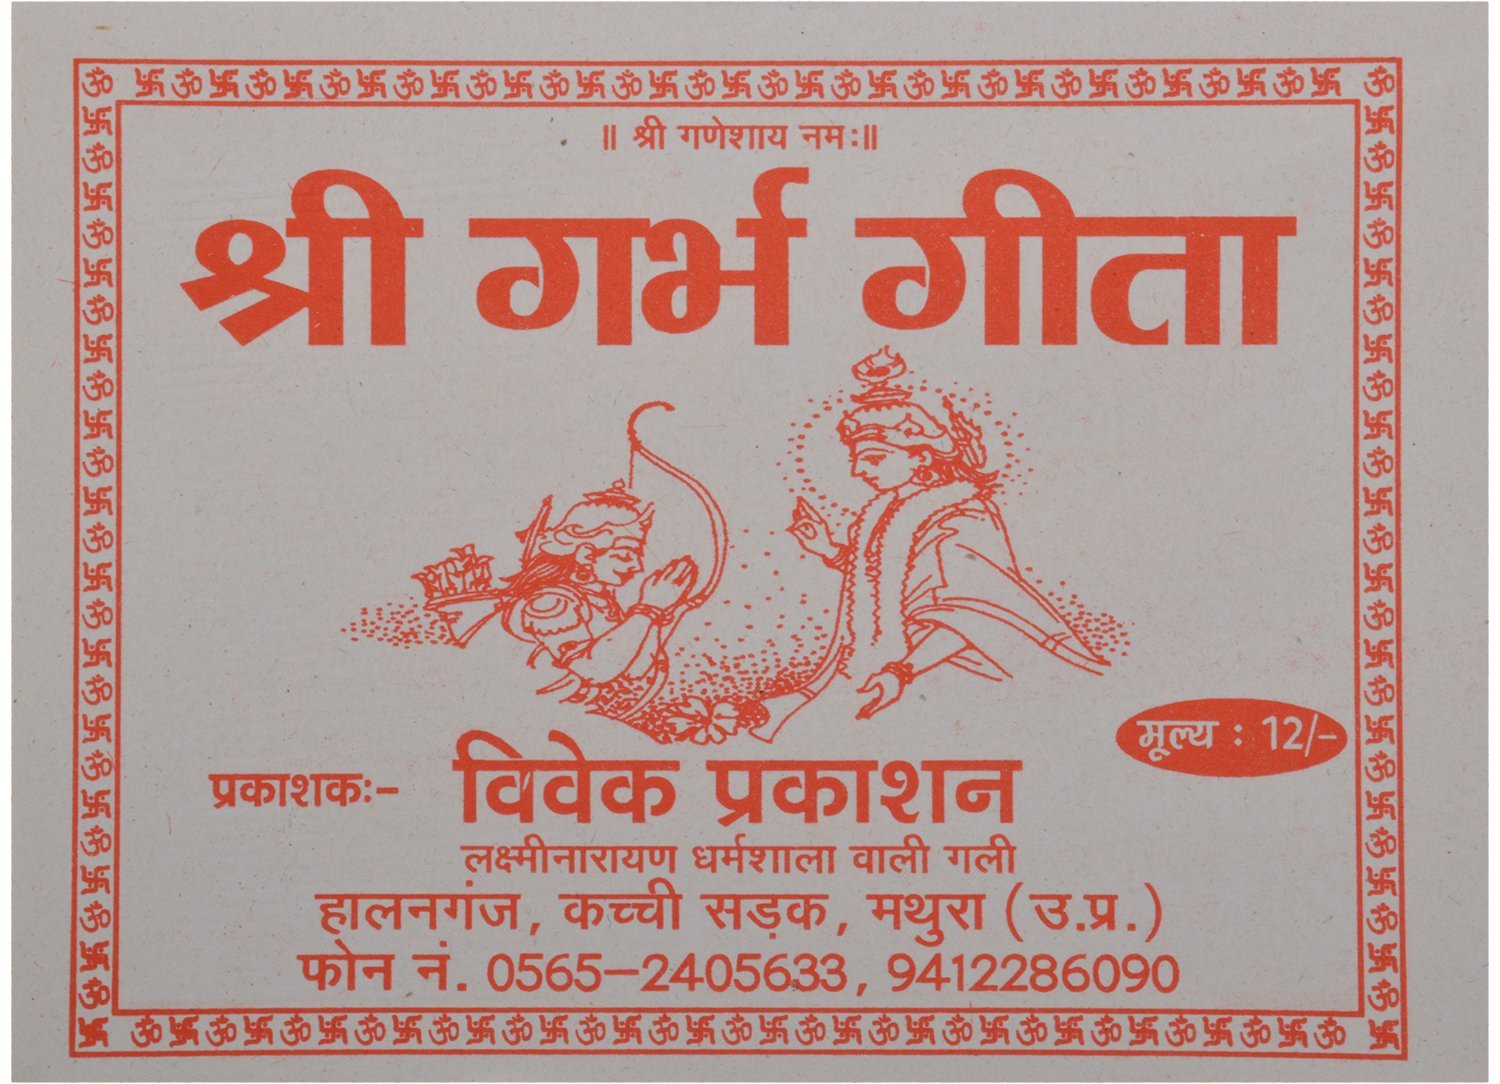 ॥ श्री गणेशाय नमः॥
श्री गर्भ गीता
मूल्य : 12/-
प्रकाशकः- विवेक प्रकाशन
लक्ष्मीनारायण धर्मशाला वाली गली
हालनगंज, कच्ची सड़क, मथुरा (उ.प्र.)
फोन नं. 0565-2405633, 9412286090